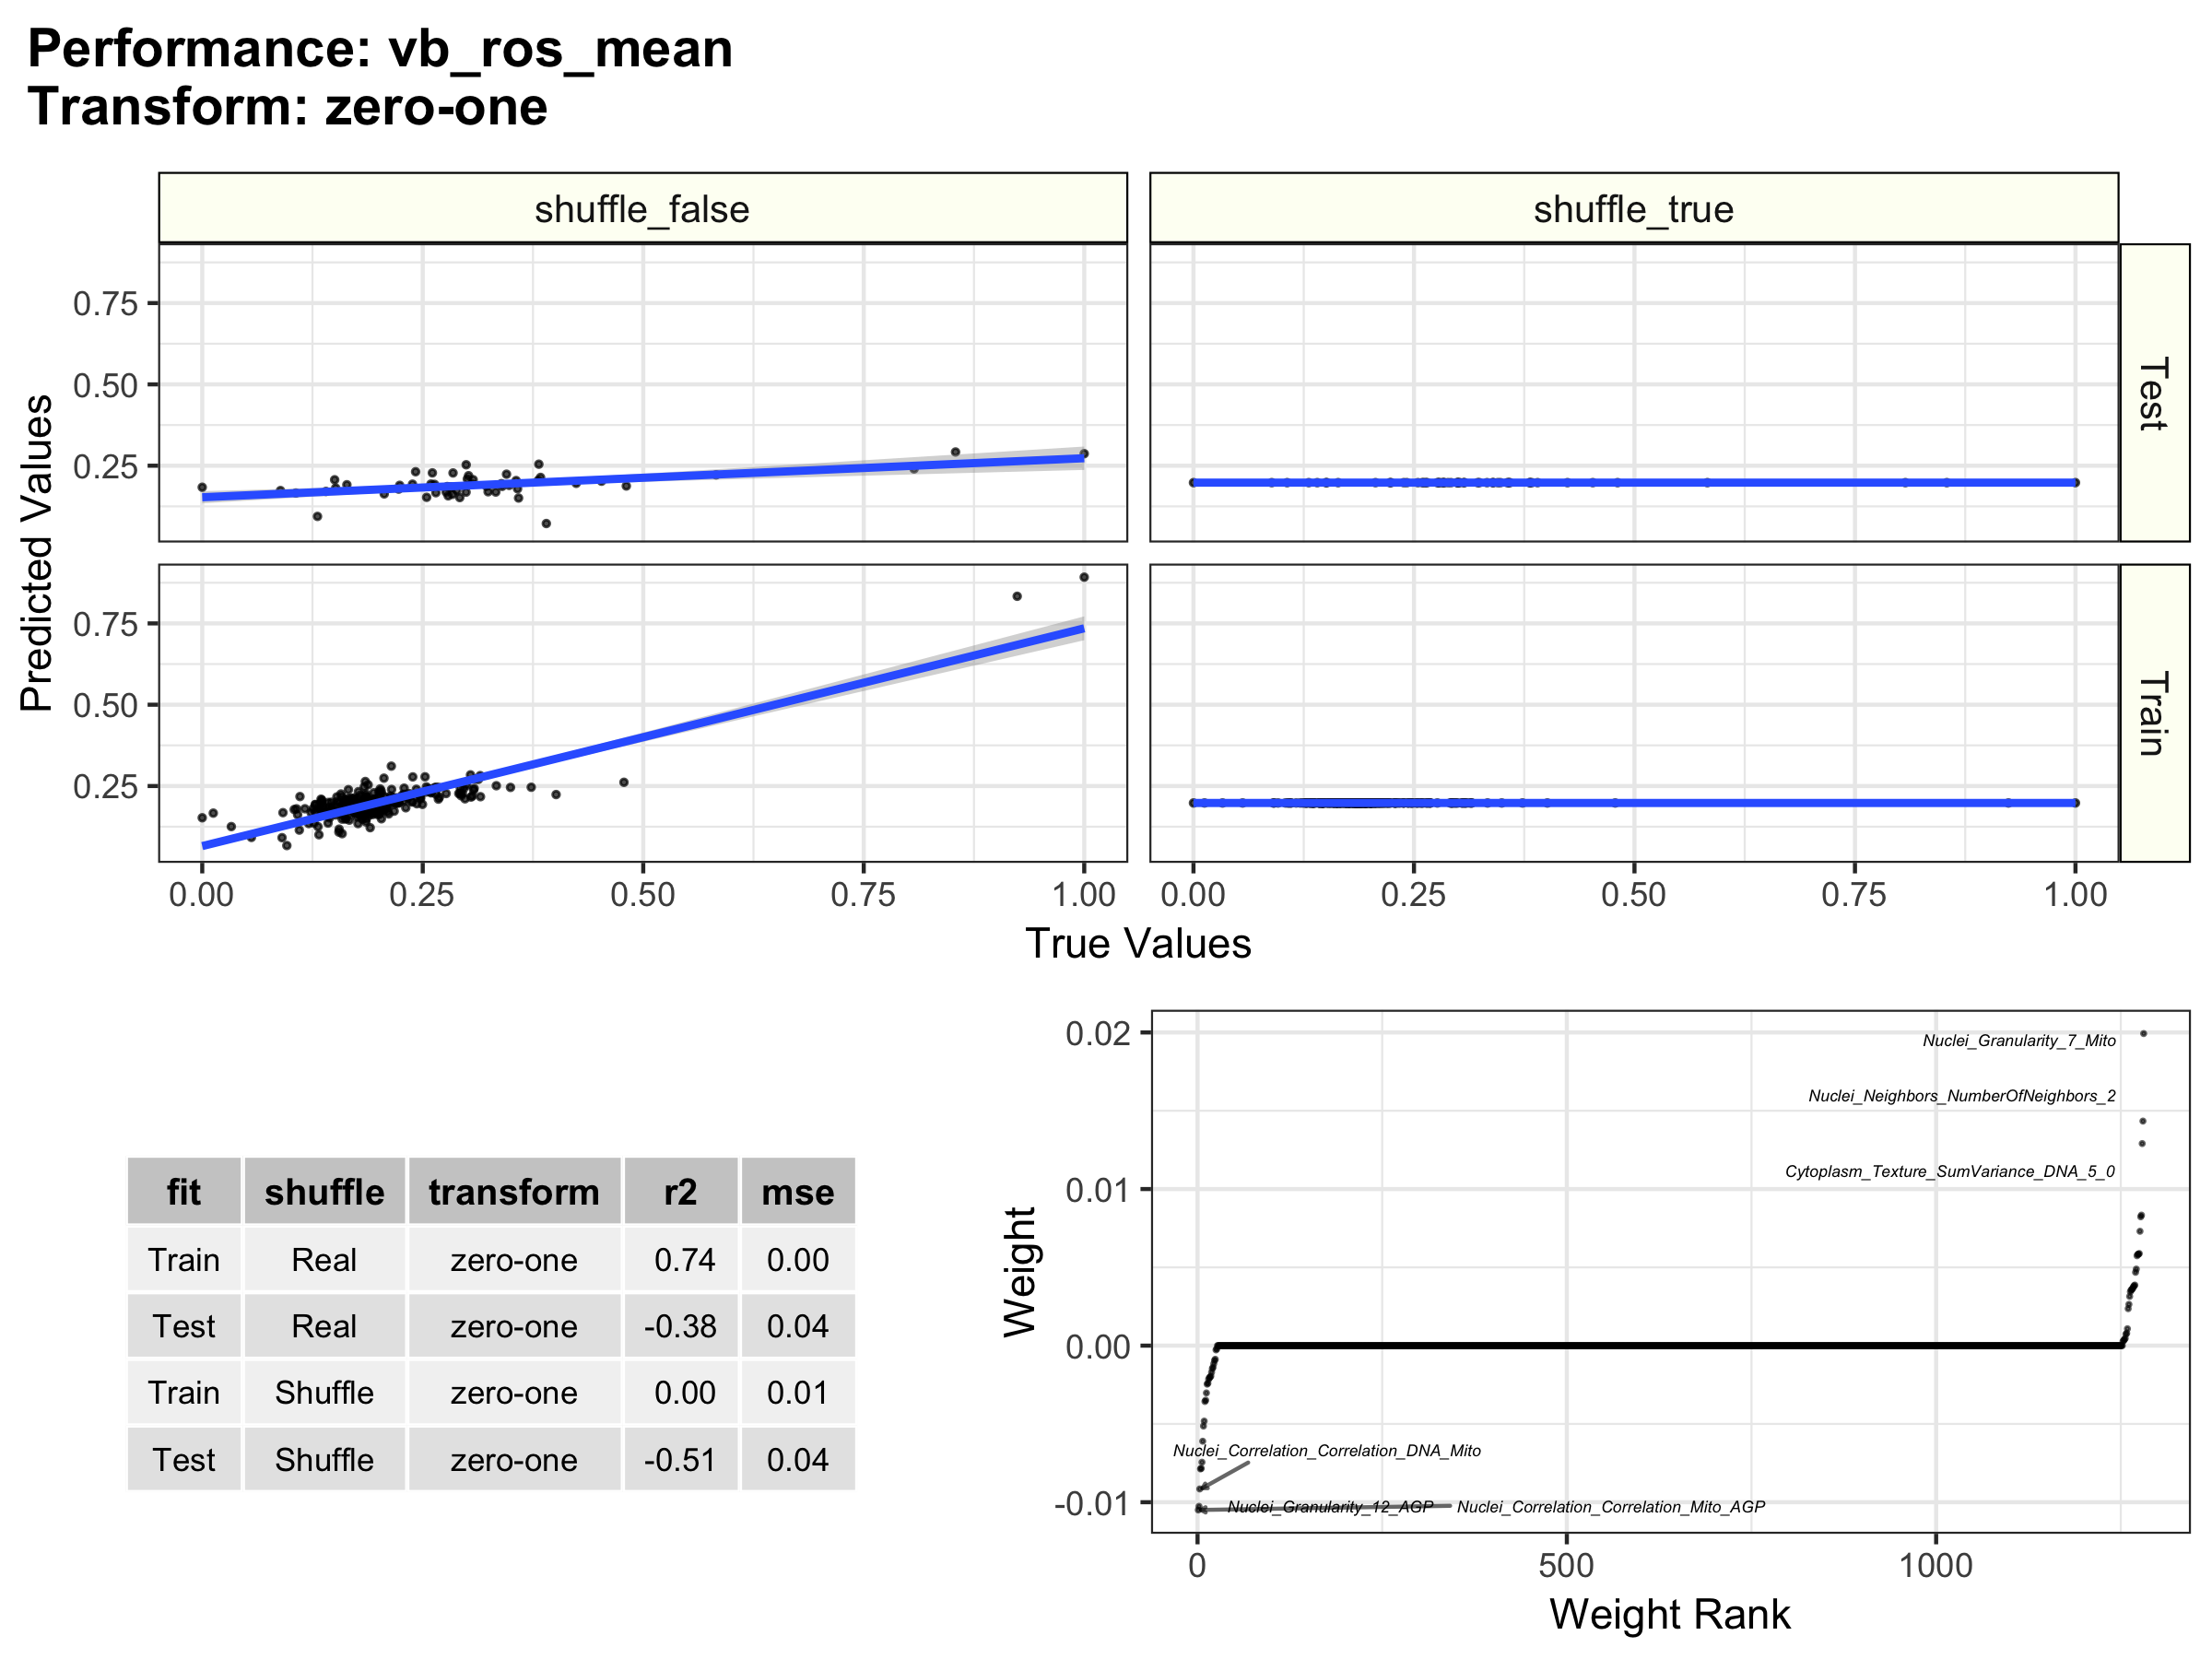 Performance: vb_ros_mean
Transform: zero-one
shuffle_false
shuffle_true
Predicted Values
0.75
0.50
0.25
Test
0.75
0.50
0.25
Train
0.00 0.25 0.50 0.75 1.00
0.00 0.25 0.50 0.75 1.00
True Values
fit shuffle transform r2 mse
Train Real zero-one 0.74 0.00
Test Real zero-one -0.38 0.04
Train Shuffle zero-one 0.00 0.01
Test Shuffle zero-one -0.51 0.04
Weight
0.02
0.01
0.00
-0.01
Nuclei_Granularity_7_Mito
Nuclei_Neighbors_NumberOfNeighbors_2
Cytoplasm_Texture_SumVariance_DNA_5_0
Nuclei_Correlation_Correlation_DNA_Mito
Nuclei_Granularity_12_AGP
Nuclei_Correlation_Correlation_Mito_AGP
0 500 1000
Weight Rank